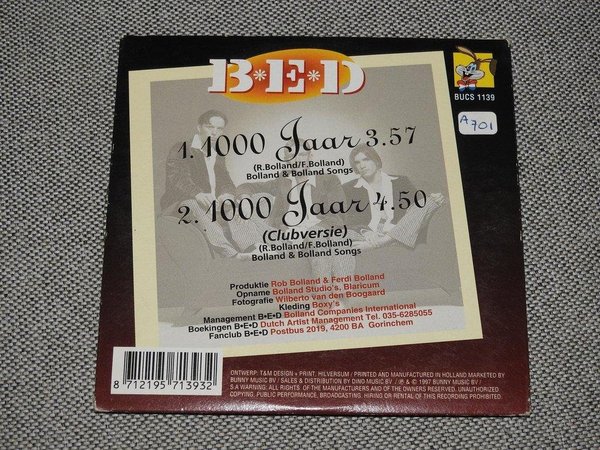 B★E★D
BUCS 1139
A701
1. 1000 Jaar 3.57
(R.Bolland/F.Bolland)
Bolland & Bolland Songs
2. 1000 Jaar 4.50
(Clubversie)
(R.Bolland/F.Bolland)
Bolland & Bolland Songs
Produktie Rob Bolland & Ferdi Bolland
Opname Bolland Studio's, Blaricum
Fotografie Wilberto van den Boogaard
Kleding Boxy's
Management B•E•D Bolland Companies International
Boekingen B•E•D Dutch Artist Management Tel. 035-6285055
Fanclub B•E•D Postbus 2019, 4200 BA Gorinchem
8 712195 713932
ONTWERP: T&M DESIGN + PRINT, HILVERSUM / PRINTED AND MANUFACTURED IN HOLLAND MARKETED BY
BUNNY MUSIC BV / SALES & DISTRIBUTION BY DINO MUSIC BV / ℗ & © 1997 BUNNY MUSIC BV /
S A WARNING: ALL RIGHTS OF THE MANUFACTURERS AND OF THE OWNERS RESERVED. UNAUTHORIZED
COPYING, PUBLIC PERFORMANCE, BROADCASTING, HIRING OR RENTAL OF THIS RECORDING PROHIBITED.